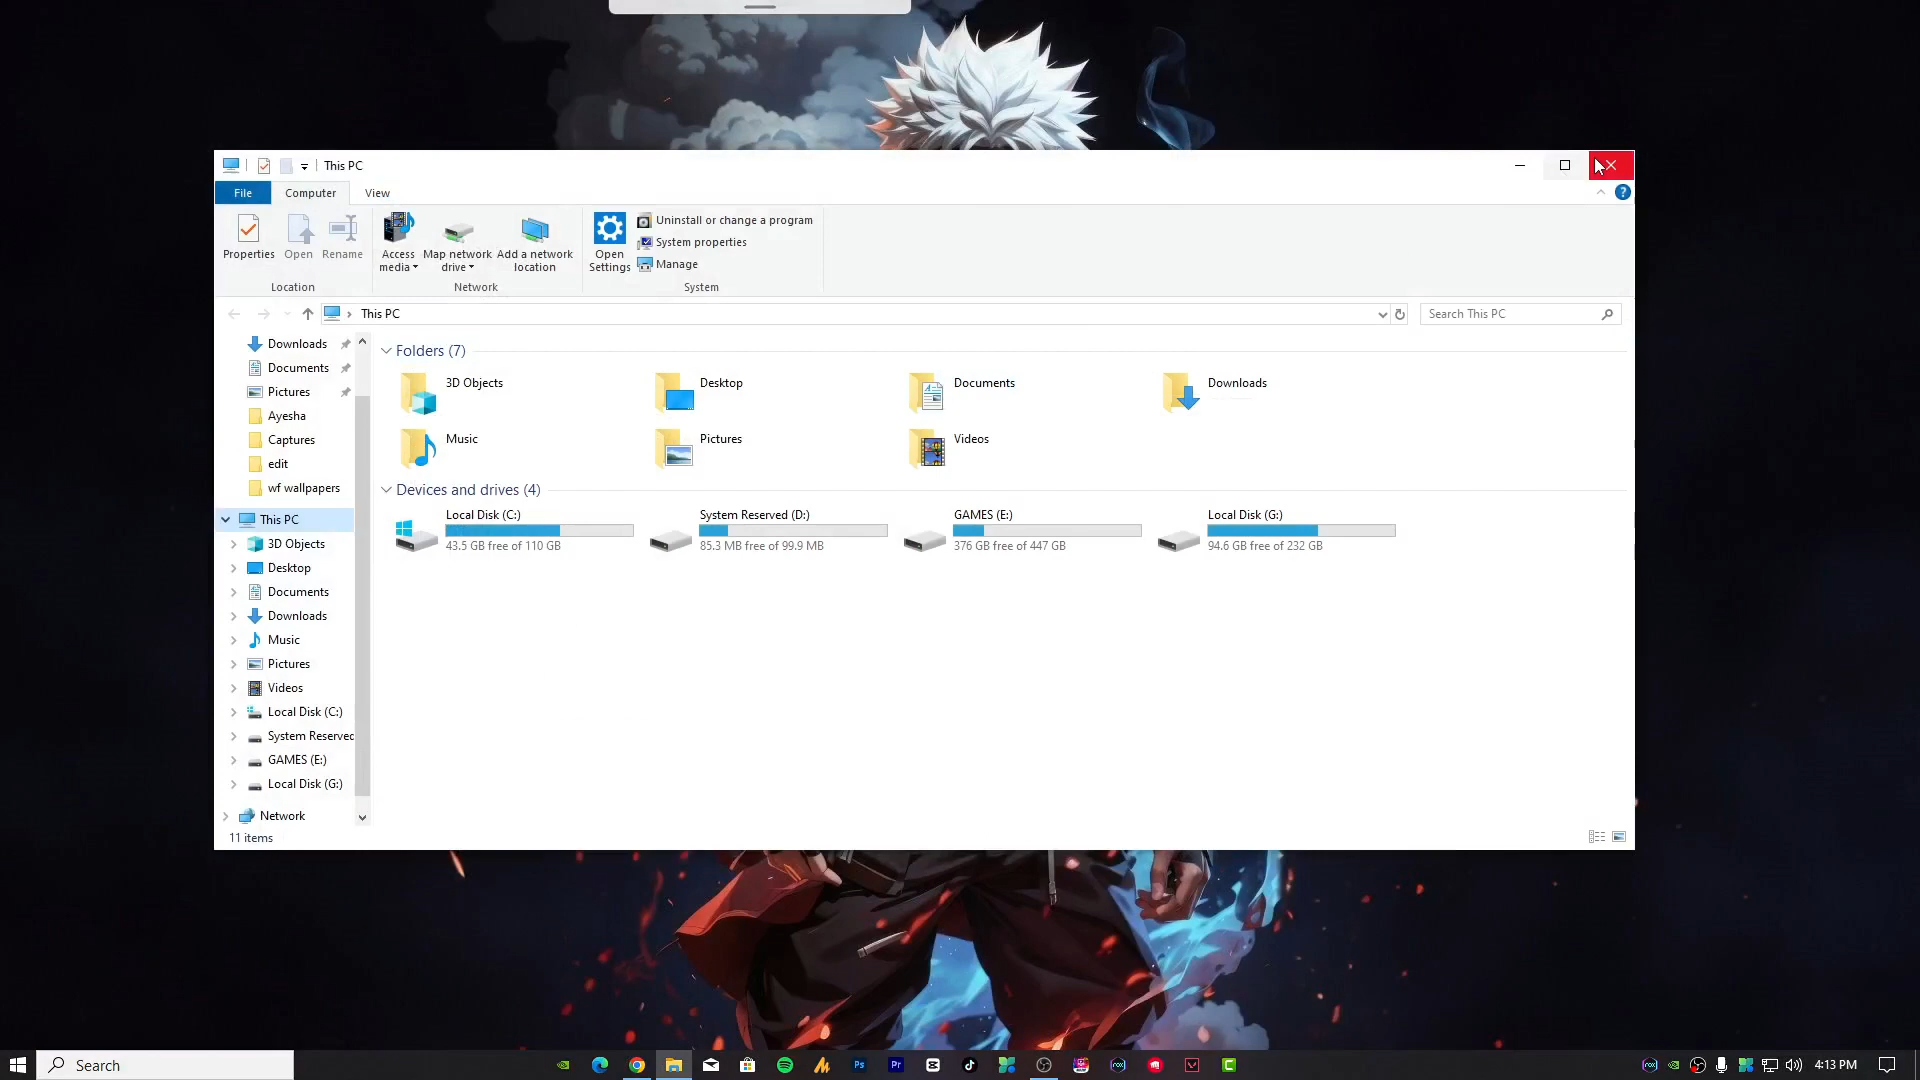 This PC
File
Computer
View
Properties
Open
Rename
Access media
Map network drive
Add a network location
Open Settings
Uninstall or change a program
System properties
Manage
Location
Network
System
This PC
Search This PC
Downloads
Documents
Pictures
Ayesha
Captures
edit
wf wallpapers
This PC
3D Objects
Desktop
Documents
Downloads
Music
Pictures
Videos
Local Disk (C:)
System Reserved
GAMES (E:)
Local Disk (G:)
Network
Folders (7)
3D Objects
Desktop
Documents
Downloads
Music
Pictures
Videos
Devices and drives (4)
Local Disk (C:)
43.5 GB free of 110 GB
System Reserved (D:)
85.3 MB free of 99.9 MB
GAMES (E:)
376 GB free of 447 GB
Local Disk (G:)
94.6 GB free of 232 GB
11 items
Search
Ps
Pr
4:13 PM